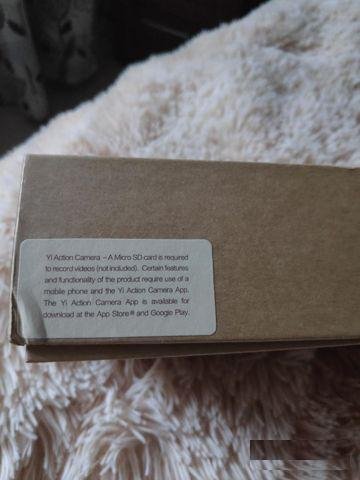 Yi Action Camera – A Micro SD card is required
to record videos (not included). Certain features
and functionality of the product require use of a
mobile phone and the Yi Action Camera App.
The Yi Action Camera App is available for
download at the App Store® and Google Play.